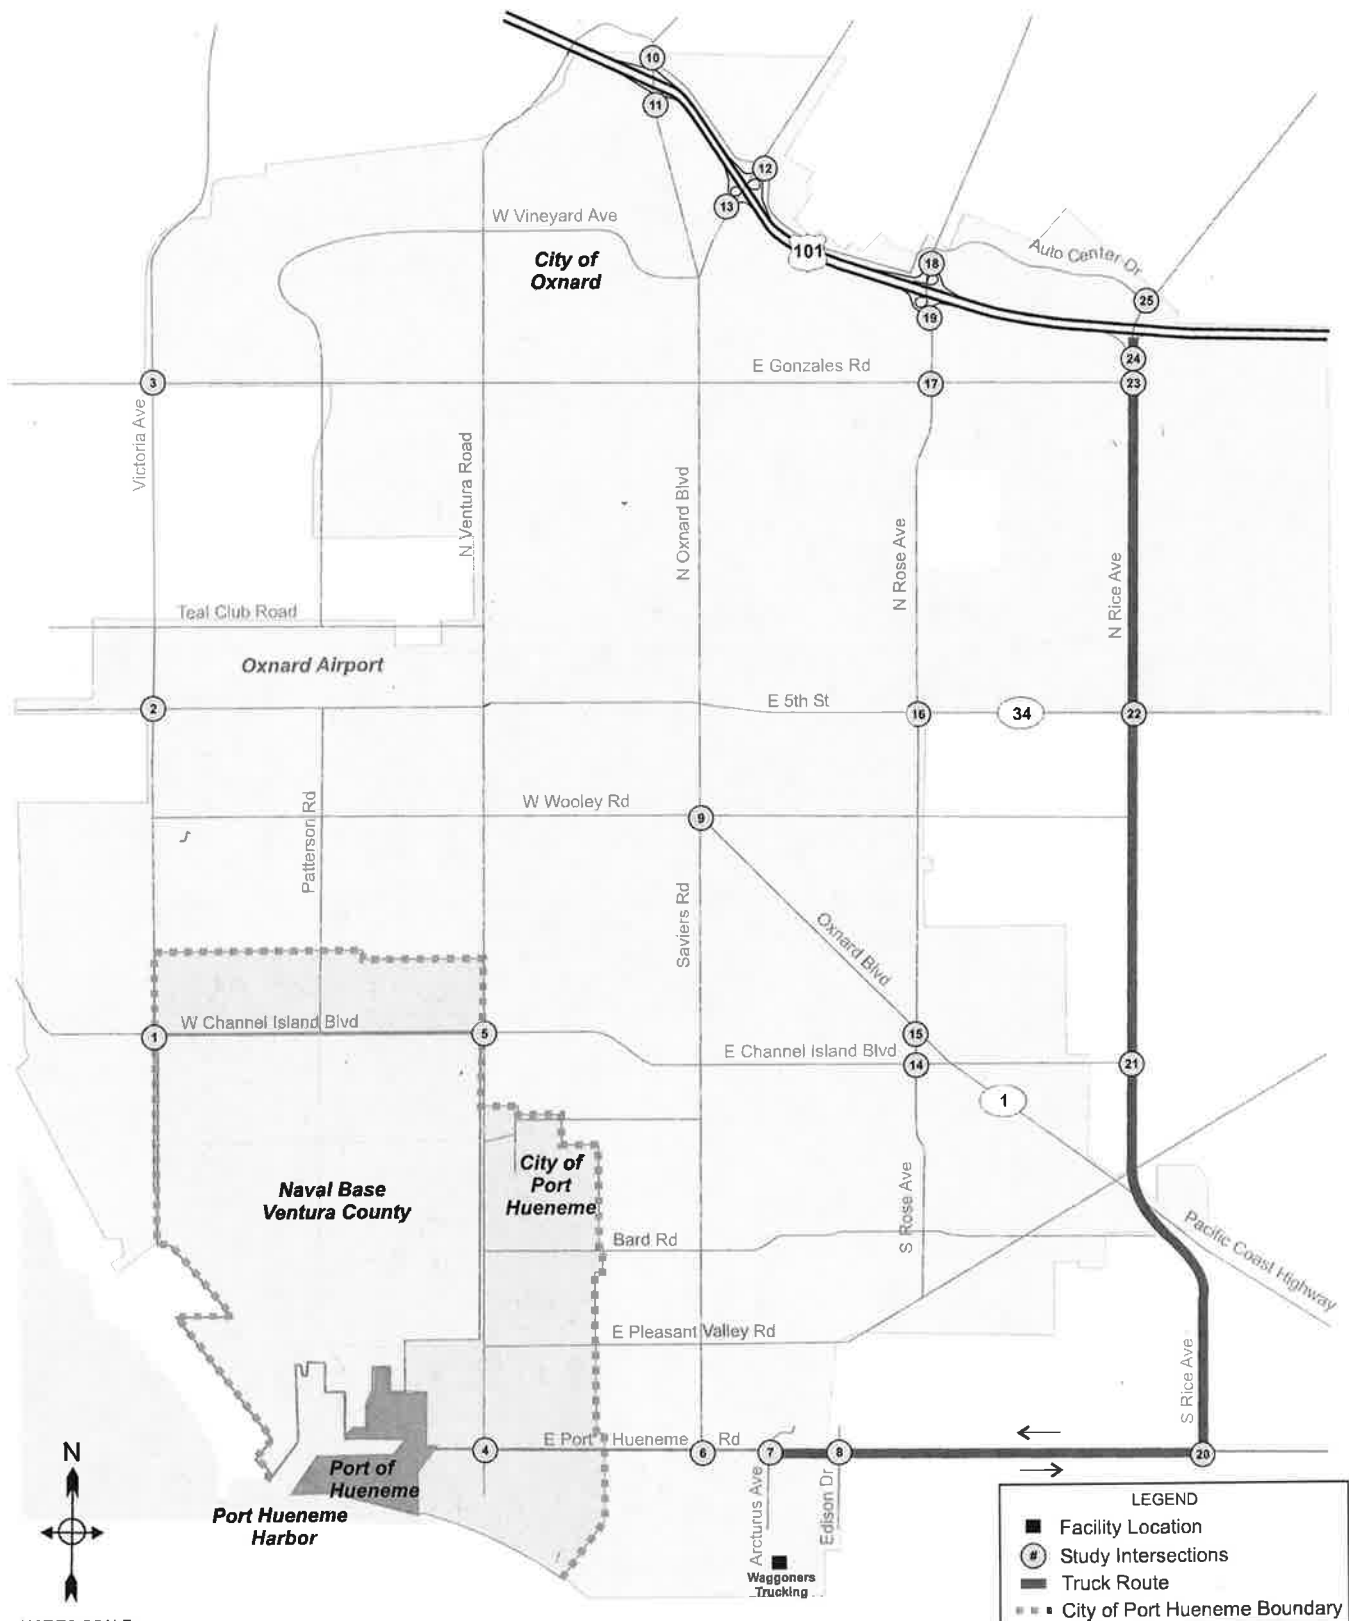 10
11
12
13
W Vineyard Ave
City of
Oxnard
101
18
Auto Center Dr
25
19
24
E Gonzales Rd
3
17
23
Victoria Ave
N Ventura Road
N Oxnard Blvd
N Rose Ave
N Rice Ave
Teal Club Road
Oxnard Airport
2
E 5th St
16
34
22
W Wooley Rd
9
Patterson Rd
Saviers Rd
Oxnard Blvd
W Channel Island Blvd
1
5
15
E Channel Island Blvd
14
21
1
City of
Port
Hueneme
Naval Base
Ventura County
S Rose Ave
Bard Rd
Pacific Coast Highway
E Pleasant Valley Rd
S Rice Ave
N
4
E Port Hueneme Rd
6
7
8
20
Port of
Hueneme
Port Hueneme
Harbor
Arcturus Ave
Edison Dr
Waggoners
Trucking
LEGEND
Facility Location
# Study Intersections
Truck Route
City of Port Hueneme Boundary